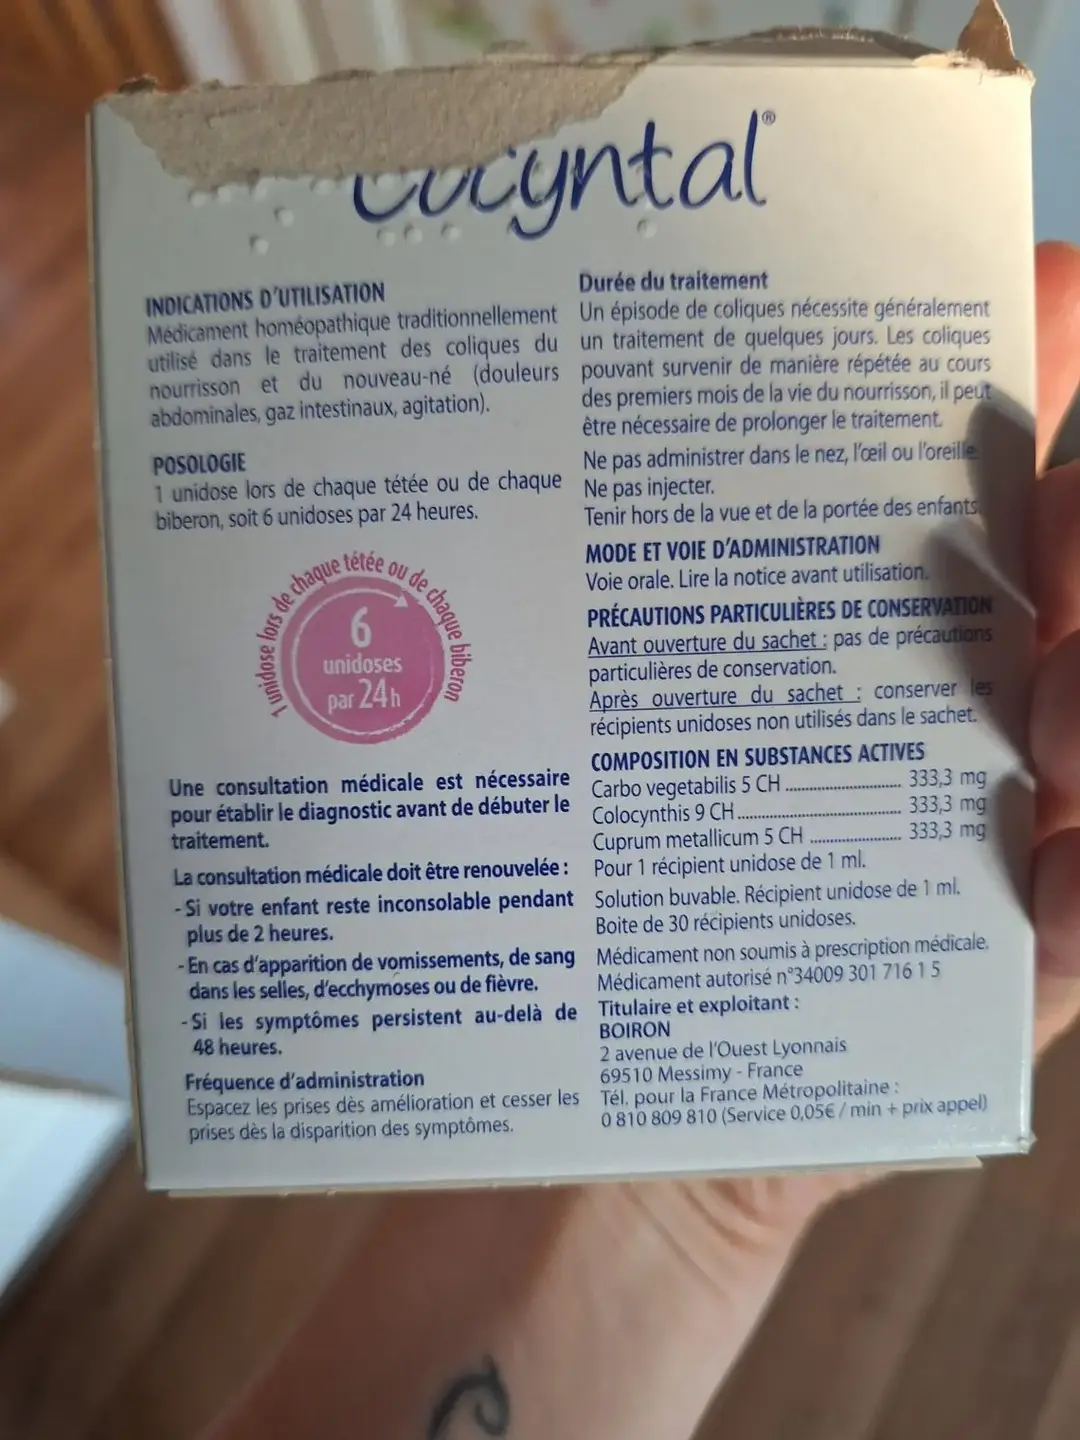 Cocyntal®
INDICATIONS D'UTILISATION
Médicament homéopathique traditionnellement
utilisé dans le traitement des coliques du
nourrisson et du nouveau-né (douleurs
abdominales, gaz intestinaux, agitation).
POSOLOGIE
1 unidose lors de chaque tétée ou de chaque
biberon, soit 6 unidoses par 24 heures.
1 unidose lors de chaque tétée ou de chaque biberon
6
unidoses
par 24h
Une consultation médicale est nécessaire
pour établir le diagnostic avant de débuter le
traitement.
La consultation médicale doit être renouvelée :
- Si votre enfant reste inconsolable pendant
plus de 2 heures.
- En cas d'apparition de vomissements, de sang
dans les selles, d'ecchymoses ou de fièvre.
- Si les symptômes persistent au-delà de
48 heures.
Fréquence d'administration
Espacez les prises dès amélioration et cesser les
prises dès la disparition des symptômes.
Durée du traitement
Un épisode de coliques nécessite généralement
un traitement de quelques jours. Les coliques
pouvant survenir de manière répétée au cours
des premiers mois de la vie du nourrisson, il peut
être nécessaire de prolonger le traitement.
Ne pas administrer dans le nez, l'œil ou l'oreille.
Ne pas injecter.
Tenir hors de la vue et de la portée des enfants.
MODE ET VOIE D'ADMINISTRATION
Voie orale. Lire la notice avant utilisation.
PRÉCAUTIONS PARTICULIÈRES DE CONSERVATION
Avant ouverture du sachet : pas de précautions
particulières de conservation.
Après ouverture du sachet : conserver les
récipients unidoses non utilisés dans le sachet.
COMPOSITION EN SUBSTANCES ACTIVES
Carbo vegetabilis 5 CH .................... 333,3 mg
Colocynthis 9 CH............................ 333,3 mg
Cuprum metallicum 5 CH ................ 333,3 mg
Pour 1 récipient unidose de 1 ml.
Solution buvable. Récipient unidose de 1 ml.
Boite de 30 récipients unidoses.
Médicament non soumis à prescription médicale.
Médicament autorisé n°34009 301 716 1 5
Titulaire et exploitant :
BOIRON
2 avenue de l'Ouest Lyonnais
69510 Messimy - France
Tél. pour la France Métropolitaine :
0 810 809 810 (Service 0,05€ / min + prix appel)